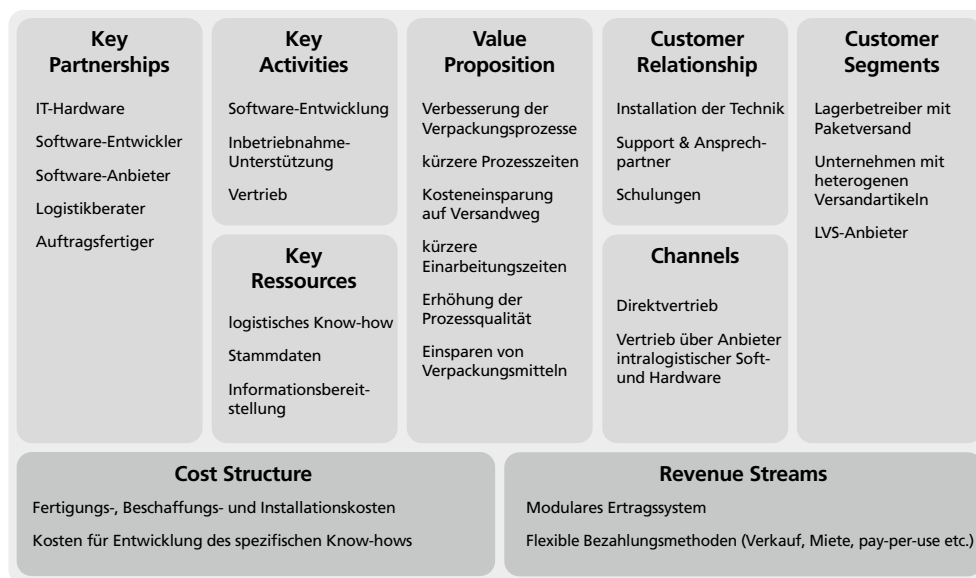 Key
Partnerships
IT-Hardware
Software-Entwickler
Software-Anbieter
Logistikberater
Auftragsfertiger
Key
Activities
Software-Entwicklung
Inbetriebnahme-
Unterstützung
Vertrieb
Key
Ressources
logistisches Know-how
Stammdaten
Informationsbereit-
stellung
Value
Proposition
Verbesserung der
Verpackungsprozesse
kürzere Prozesszeiten
Kosteneinsparung
auf Versandweg
kürzere
Einarbeitungszeiten
Erhöhung der
Prozessqualität
Einsparen von
Verpackungsmitteln
Customer
Relationship
Installation der Technik
Support & Ansprech-
partner
Schulungen
Channels
Direktvertrieb
Vertrieb über Anbieter
intralogistischer Soft-
und Hardware
Customer
Segments
Lagerbetreiber mit
Paketversand
Unternehmen mit
heterogenen
Versandartikeln
LVS-Anbieter
Cost Structure
Fertigungs-, Beschaffungs- und Installationskosten
Kosten für Entwicklung des spezifischen Know-hows
Revenue Streams
Modulares Ertragssystem
Flexible Bezahlungsmethoden (Verkauf, Miete, pay-per-use etc.)